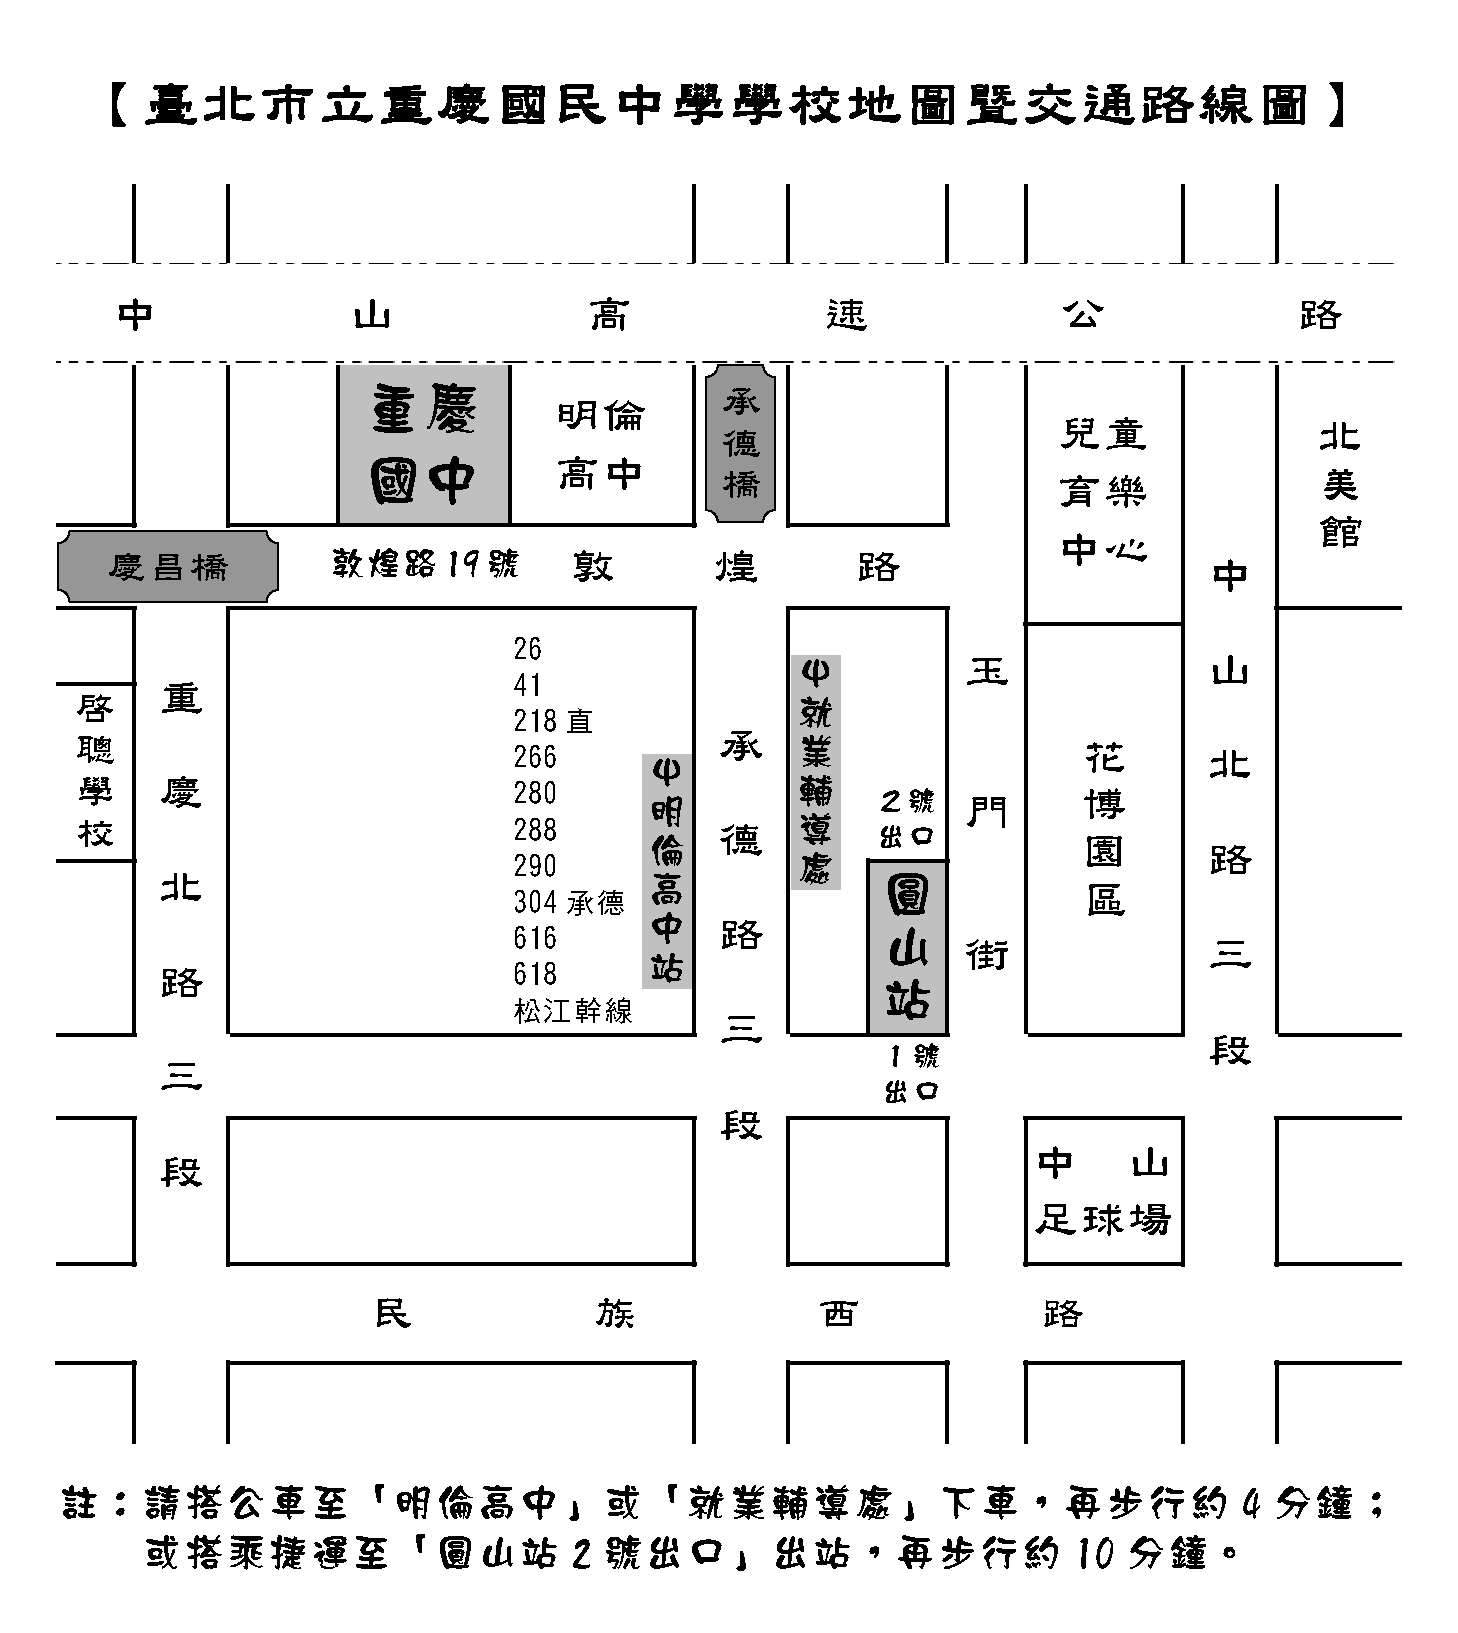 【臺北市立重慶國民中學學校地圖暨交通路線圖】
中山高速公路
重慶
國中
明倫
高中
承德橋
兒童
育樂
中心
北美館
慶昌橋
敦煌路19號
敦煌路
啓聰學校
重慶北路三段
26
41
218 直
266
280
288
290
304 承德
616
618
松江幹線
明倫高中站
承德路三段
就業輔導處
2號
出口
圓山站
1號
出口
玉門街
花博園區
中山北路三段
中山
足球場
民族西路
註：請搭公車至「明倫高中」或「就業輔導處」下車，再步行約4分鐘；
或搭乘捷運至「圓山站2號出口」出站，再步行約10分鐘。